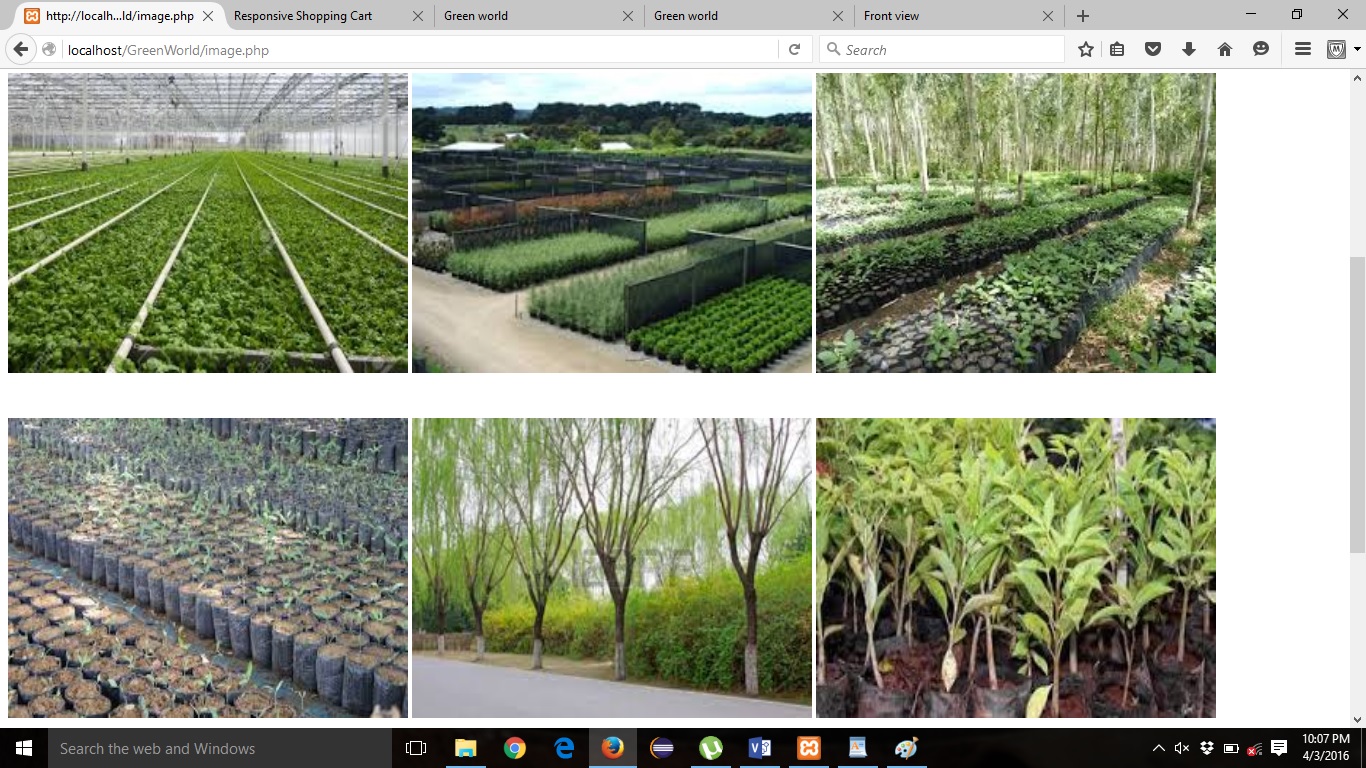 http://localh...ld/image.php
Responsive Shopping Cart
Green world
Green world
Front view
localhost/GreenWorld/image.php
Search
Search the web and Windows
10:07 PM
4/3/2016